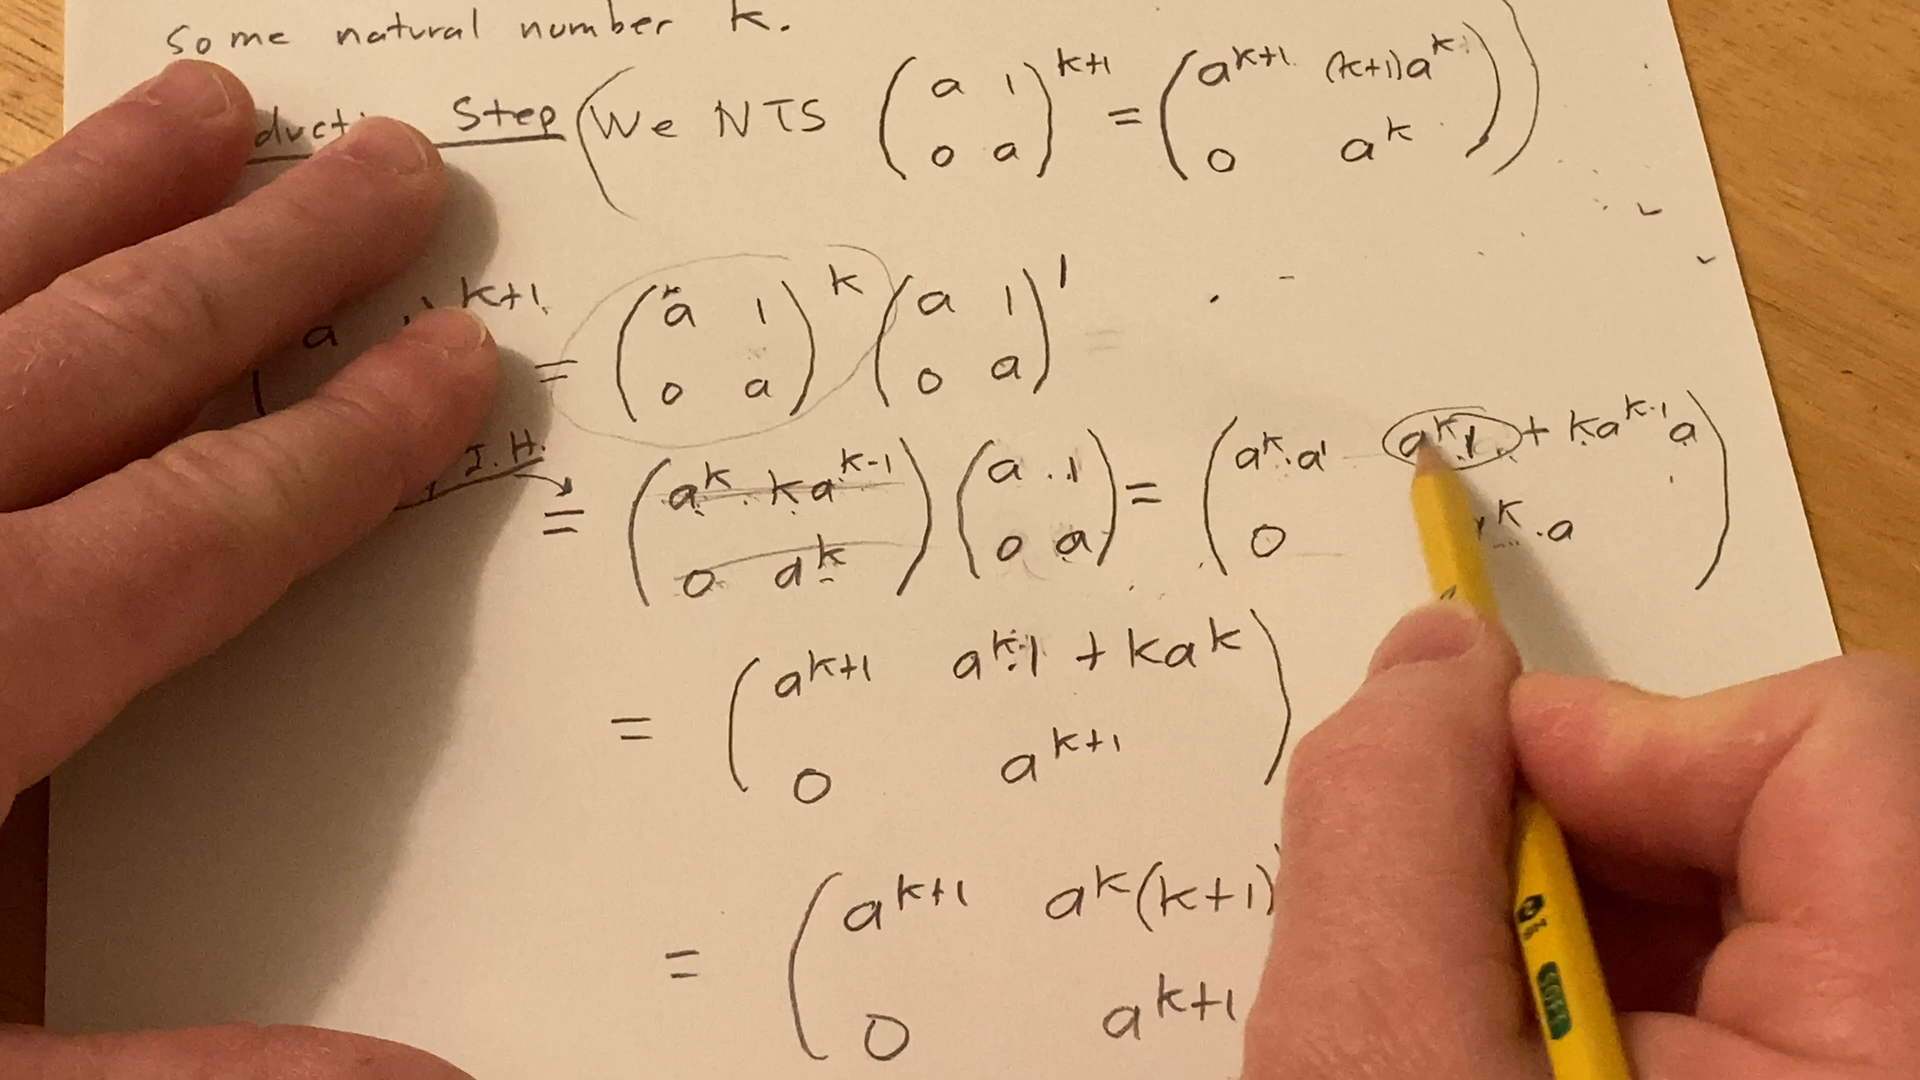 some natural number k.
Step (We NTS (a 1; 0 a)^{k+1} = (a^{k+1} (k+1)a^k; 0 a^k))
a k+1 = (a 1; 0 a)^k (a 1; 0 a)^1 =
I.H. = (a^k ka^{k-1}; 0 a^k) (a 1; 0 a) = (a^k·a^1 a^k·1 + ka^{k-1}a; 0 a^k·a)
= (a^{k+1} a^k·1 + ka^k; 0 a^{k+1})
= (a^{k+1} a^k(k+1); 0 a^{k+1}